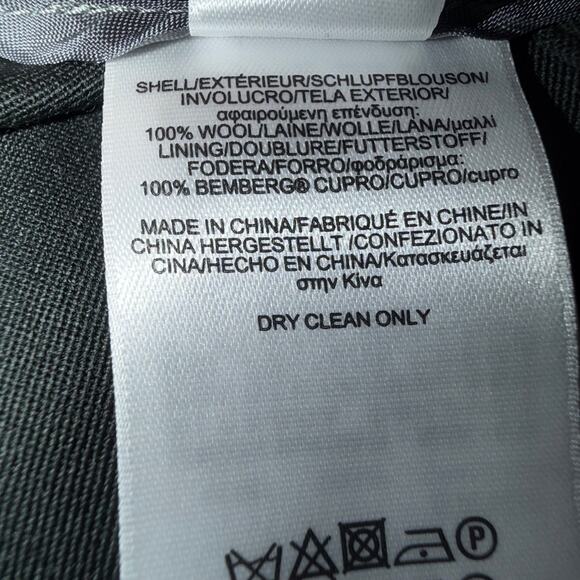 SHELL/EXTÉRIEUR/SCHLUPFBLOUSON/
INVOLUCRO/TELA EXTERIOR/
αφαιρούμενη επένδυση:
100% WOOL/LAINE/WOLLE/LANA/μαλλί
LINING/DOUBLURE/FUTTERSTOFF/
FODERA/FORRO/φοδράρισμα:
100% BEMBERG® CUPRO/CUPRO/cupro
MADE IN CHINA/FABRIQUÉ EN CHINE/IN
CHINA HERGESTELLT /CONFEZIONATO IN
CINA/HECHO EN CHINA/Κατασκευάζεται
στην Κίνα
DRY CLEAN ONLY
P